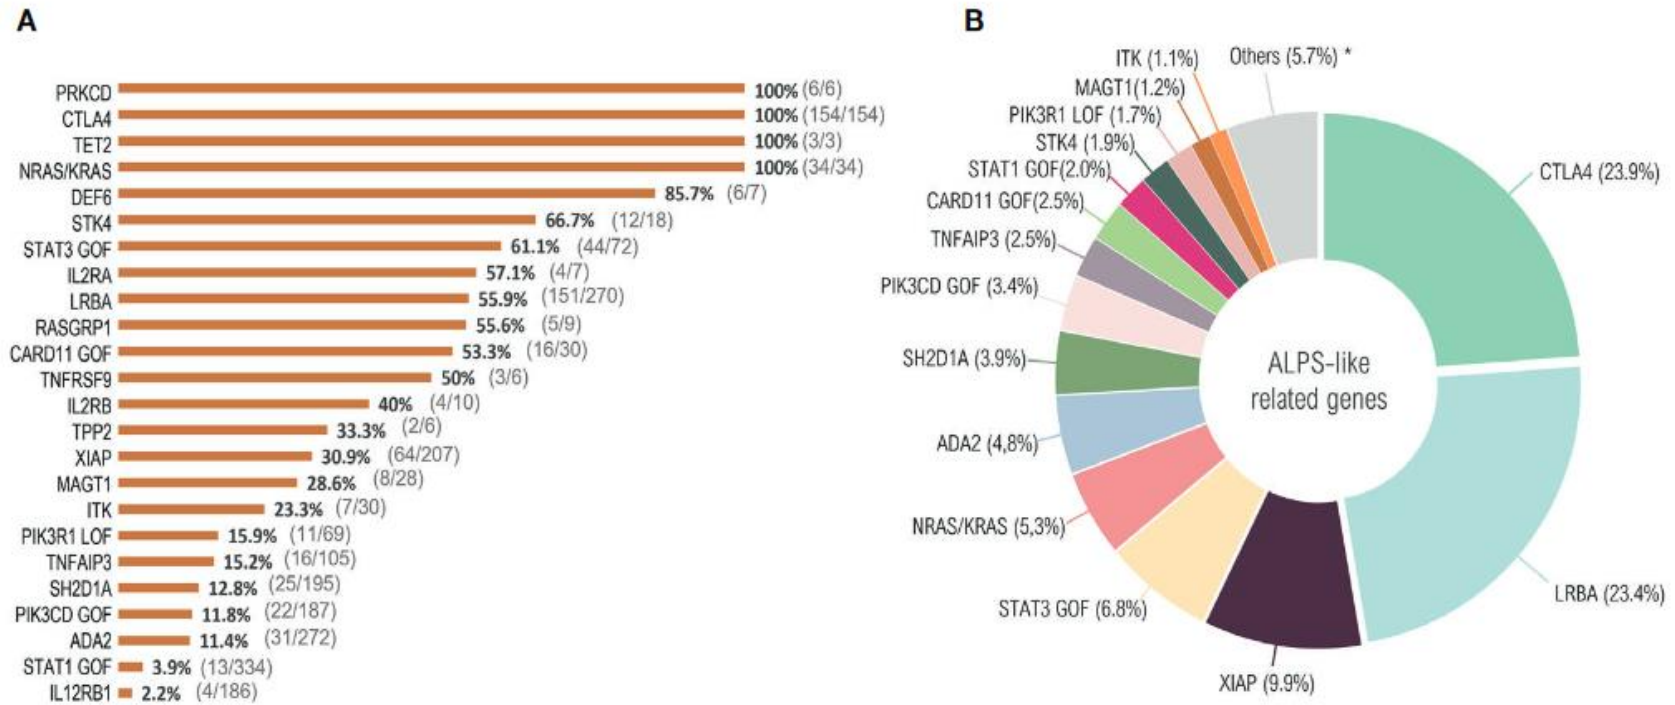 A
PRKCD 100% (6/6)
CTLA4 100% (154/154)
TET2 100% (3/3)
NRAS/KRAS 100% (34/34)
DEF6 85.7% (6/7)
STK4 66.7% (12/18)
STAT3 GOF 61.1% (44/72)
IL2RA 57.1% (4/7)
LRBA 55.9% (151/270)
RASGRP1 55.6% (5/9)
CARD11 GOF 53.3% (16/30)
TNFRSF9 50% (3/6)
IL2RB 40% (4/10)
TPP2 33.3% (2/6)
XIAP 30.9% (64/207)
MAGT1 28.6% (8/28)
ITK 23.3% (7/30)
PIK3R1 LOF 15.9% (11/69)
TNFAIP3 15.2% (16/105)
SH2D1A 12.8% (25/195)
PIK3CD GOF 11.8% (22/187)
ADA2 11.4% (31/272)
STAT1 GOF 3.9% (13/334)
IL12RB1 2.2% (4/186)
B
Others (5.7%) *
ITK (1.1%)
MAGT1(1.2%)
PIK3R1 LOF (1.7%)
STK4 (1.9%)
STAT1 GOF(2.0%)
CARD11 GOF(2.5%)
TNFAIP3 (2.5%)
PIK3CD GOF (3.4%)
SH2D1A (3.9%)
ADA2 (4,8%)
NRAS/KRAS (5,3%)
STAT3 GOF (6.8%)
XIAP (9.9%)
LRBA (23.4%)
CTLA4 (23.9%)
ALPS-like
related genes